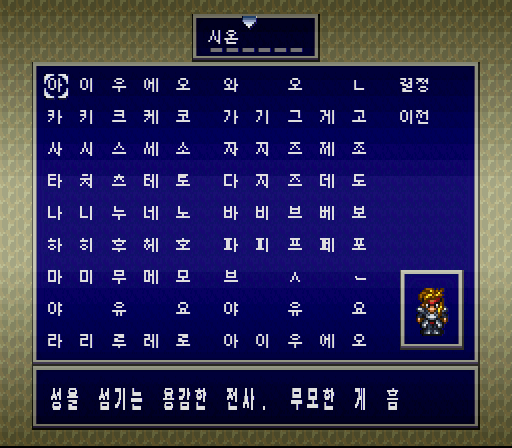 시온
아 이 우 에 오 와 오 ㄴ 결정
카 키 크 케 코 가 기 그 게 고 이전
사 시 스 세 소 자 지 즈 제 조
타 치 츠 테 토 다 지 즈 데 도
나 니 누 네 노 바 비 브 베 보
하 히 후 헤 호 파 피 프 페 포
마 미 무 메 모 브 ㅅ ㅡ
야 유 요 야 유 요
라 리 루 레 로 아 이 우 에 오
성을 섬기는 용감한 전사. 무모한 게 흠